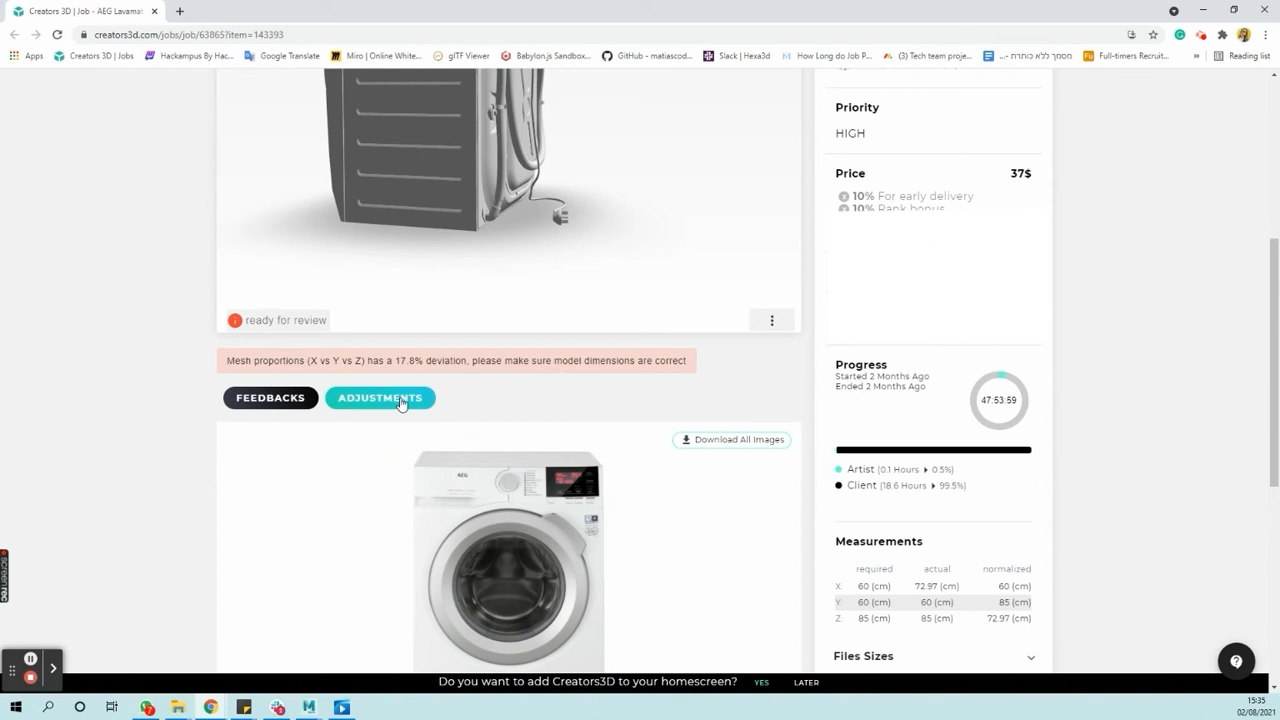 Creators 3D | Job - AEG Lavamat
creators3d.com/jobs/job/63865?item=143393
Apps
Creators 3D | Jobs
Hackampus By Hac...
Google Translate
Miro | Online White...
glTF Viewer
Babylon.js Sandbox...
GitHub - matiascod...
Slack | Hexa3d
How Long do Job P...
(3) Tech team proje...
מסמך ללא כותרת -...
Full-timers Recruit...
Reading list
ready for review
Mesh proportions (X vs Y vs Z) has a 17.8% deviation, please make sure model dimensions are correct
FEEDBACKS
ADJUSTMENTS
Download All Images
AEG
Priority
HIGH
Price 37$
10% For early delivery
10% Rank bonus
Progress
Started 2 Months Ago
Ended 2 Months Ago
47:53:59
Artist (0.1 Hours 0.5%)
Client (18.6 Hours 99.5%)
Measurements
required actual normalized
X: 60 (cm) 72.97 (cm) 60 (cm)
Y: 60 (cm) 60 (cm) 85 (cm)
Z: 85 (cm) 85 (cm) 72.97 (cm)
Files Sizes
screenrec
Do you want to add Creators3D to your homescreen? YES LATER
15:35
02/08/2021